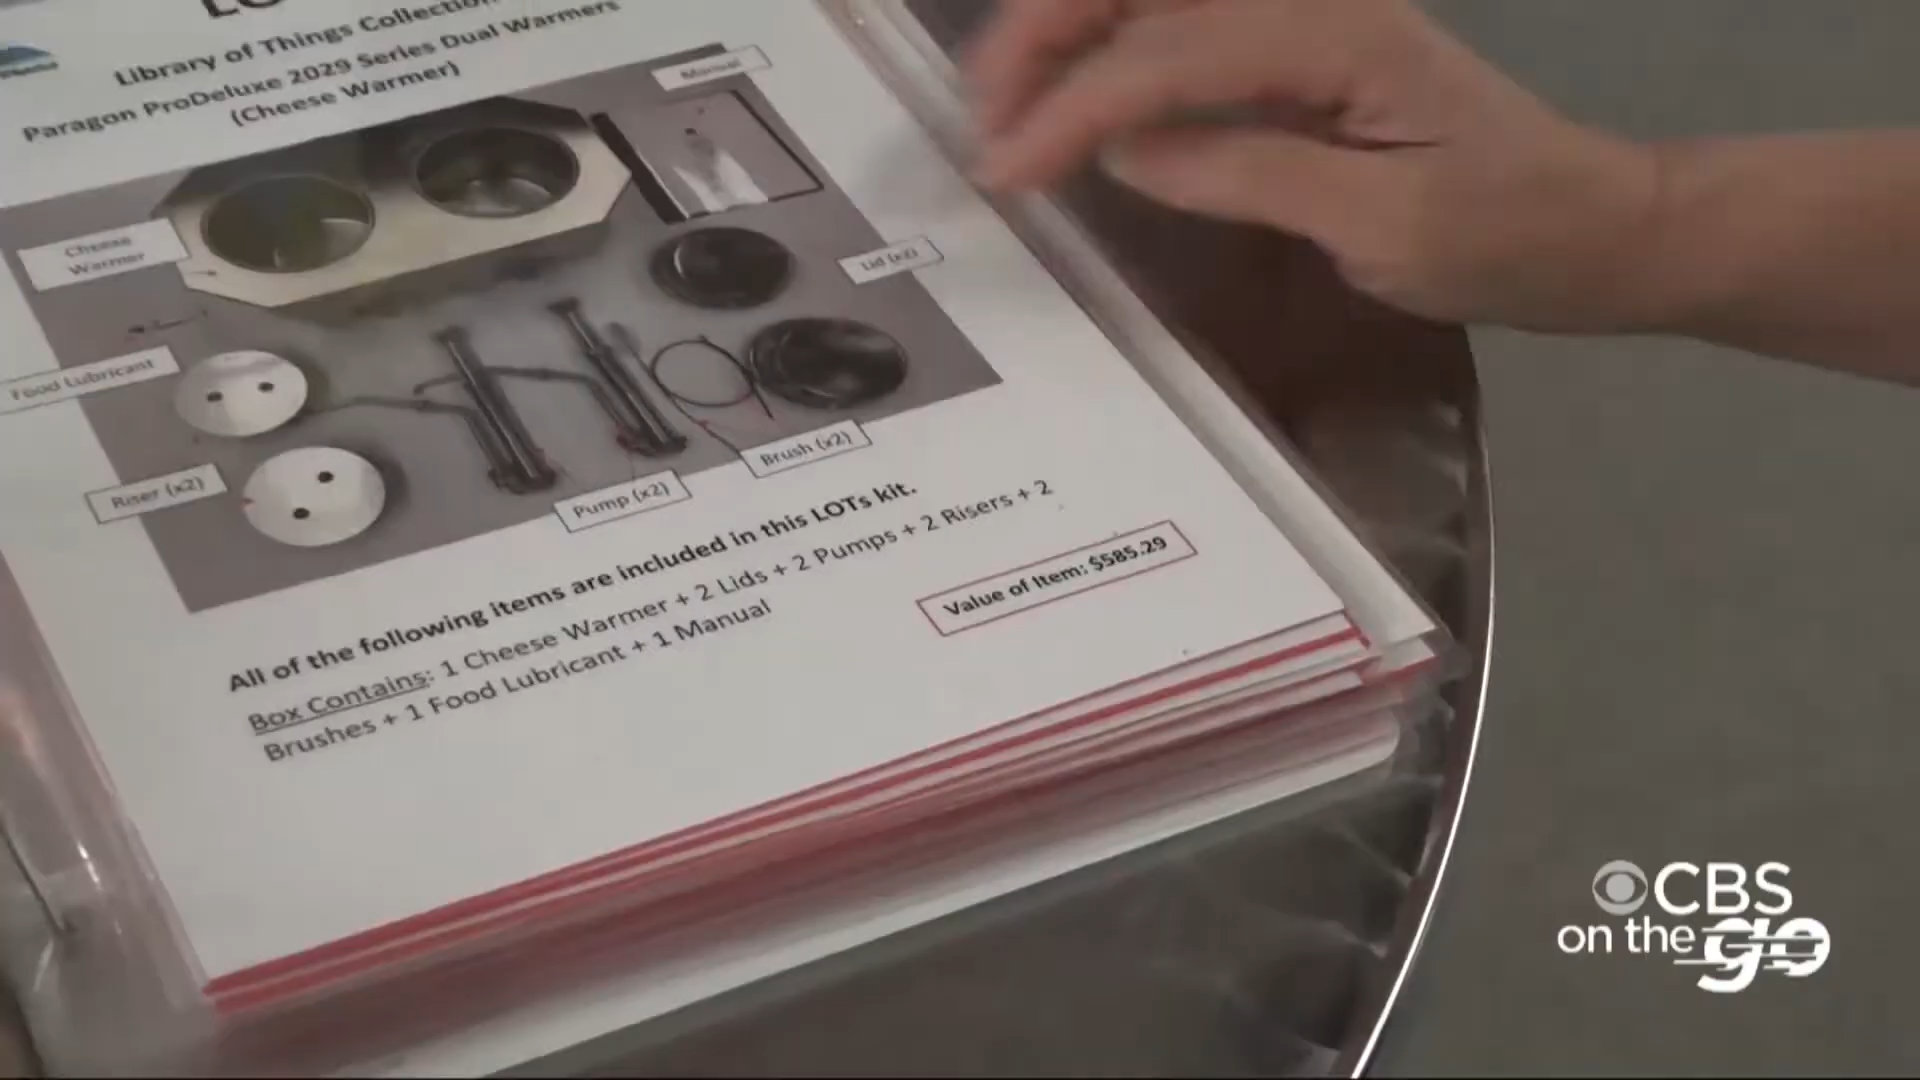 LO
Library of Things Collection
Paragon ProDeluxe 2029 Series Dual Warmers
(Cheese Warmer)
Manual
Cheese
Warmer
Lid (x2)
Food Lubricant
Riser (x2)
Brush (x2)
Pump (x2)
All of the following items are included in this LOTs kit.
Box Contains: 1 Cheese Warmer + 2 Lids + 2 Pumps + 2 Risers + 2
Brushes + 1 Food Lubricant + 1 Manual
Value of Item: $585.29
CBS
on the go